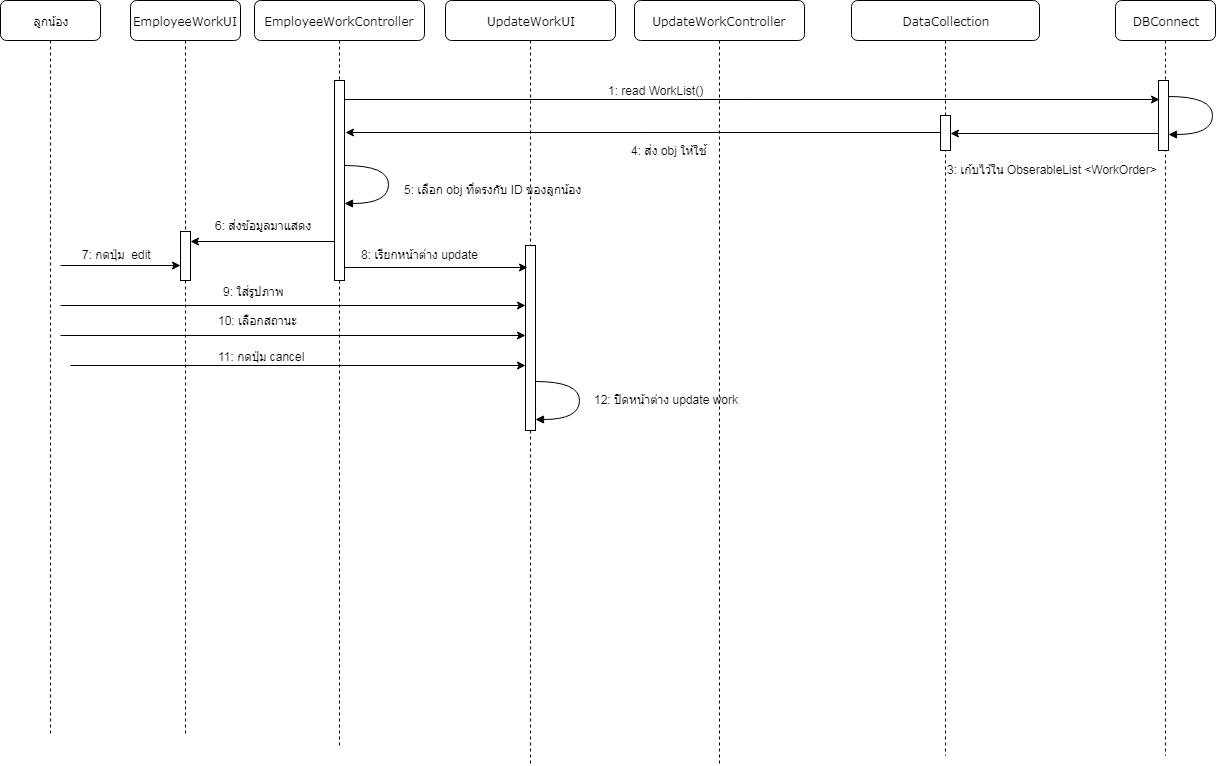 ลูกน้อง
EmployeeWorkUI
EmployeeWorkController
UpdateWorkUI
UpdateWorkController
DataCollection
DBConnect
1: read WorkList()
4: ส่ง obj ให้ใช้
3: เก้บไว้ใน ObserableList <WorkOrder>
5: เลือก obj ที่ตรงกับ ID ของลูกน้อง
6: ส่งข้อมูลมาแสดง
7: กดปุ่ม edit
8: เรียกหน้าต่าง update
9: ใส่รูปภาพ
10: เลือกสถานะ
11: กดปุ่ม cancel
12: ปิดหน้าต่าง update work